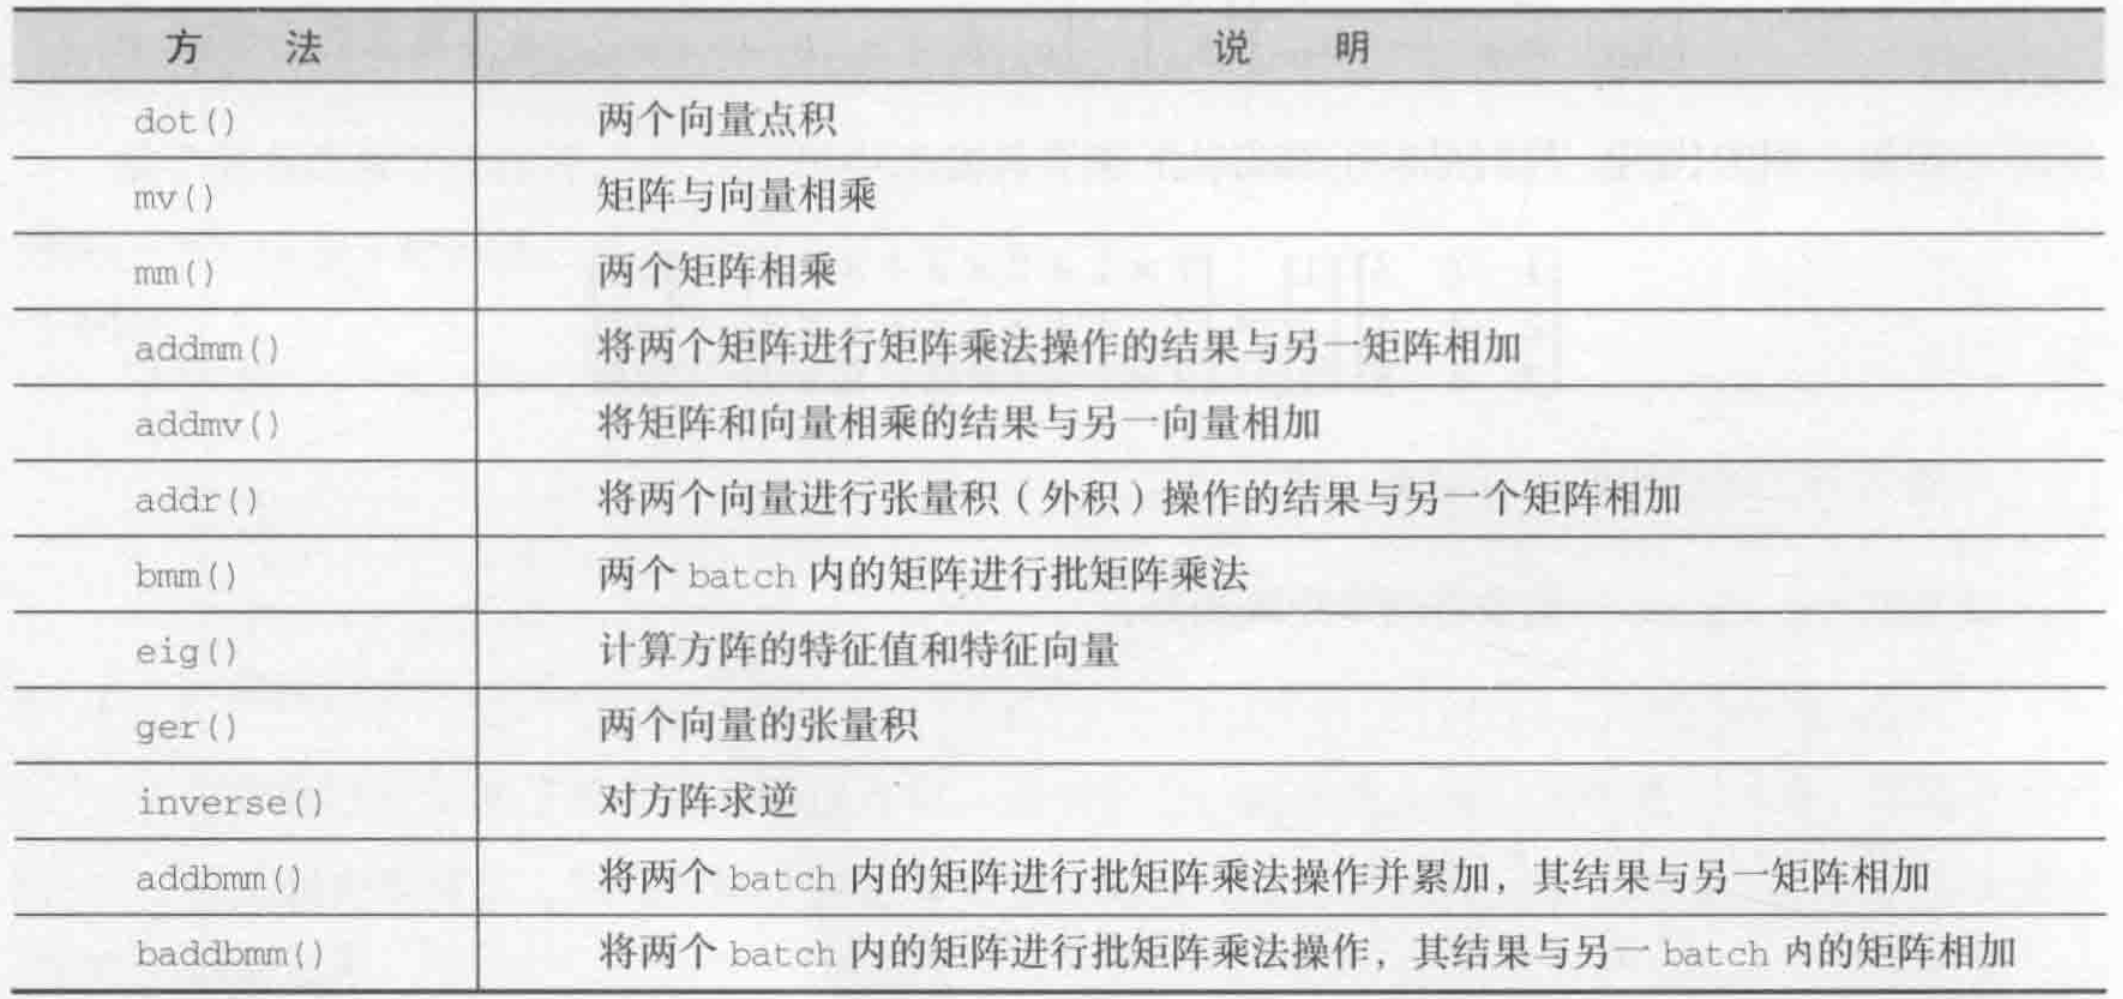 方 法 说 明
dot() 两个向量点积
mv() 矩阵与向量相乘
mm() 两个矩阵相乘
addmm() 将两个矩阵进行矩阵乘法操作的结果与另一矩阵相加
addmv() 将矩阵和向量相乘的结果与另一向量相加
addr() 将两个向量进行张量积（外积）操作的结果与另一个矩阵相加
bmm() 两个 batch 内的矩阵进行批矩阵乘法
eig() 计算方阵的特征值和特征向量
ger() 两个向量的张量积
inverse() 对方阵求逆
addbmm() 将两个 batch 内的矩阵进行批矩阵乘法操作并累加，其结果与另一矩阵相加
baddbmm() 将两个 batch 内的矩阵进行批矩阵乘法操作，其结果与另一 batch 内的矩阵相加